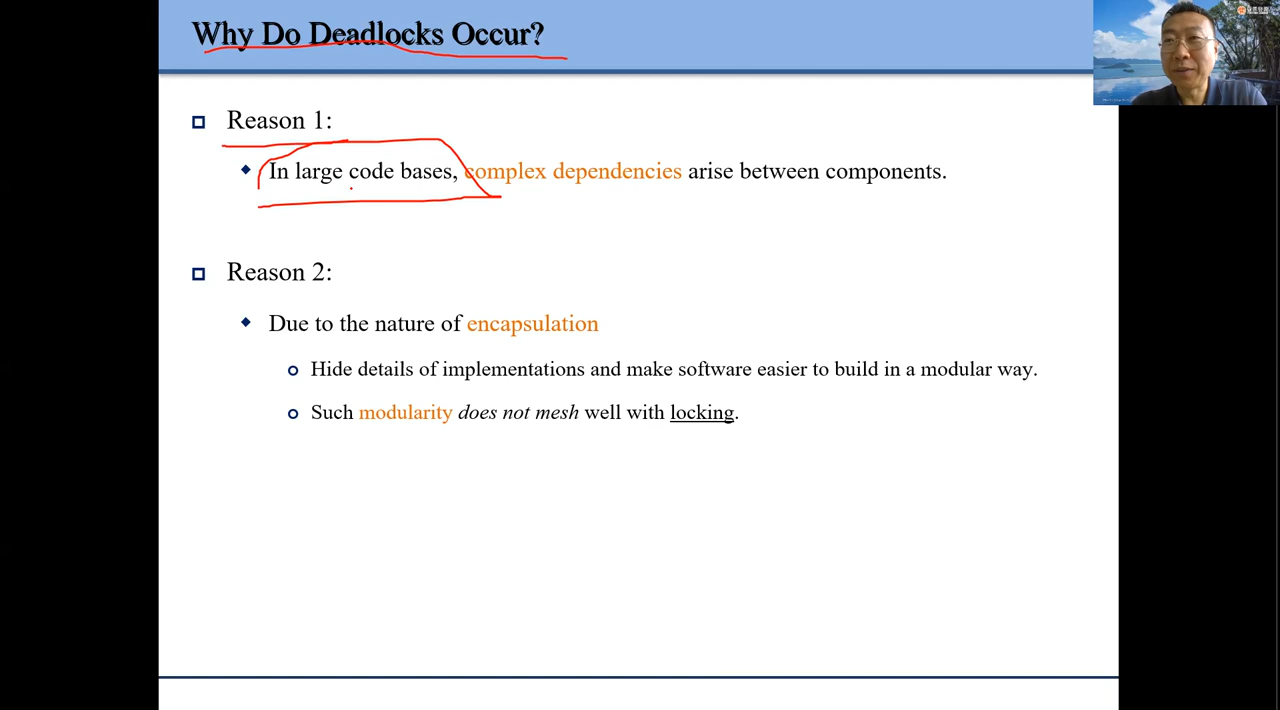 Why Do Deadlocks Occur?
Reason 1:
In large code bases, complex dependencies arise between components.
Reason 2:
Due to the nature of encapsulation
Hide details of implementations and make software easier to build in a modular way.
Such modularity does not mesh well with locking.